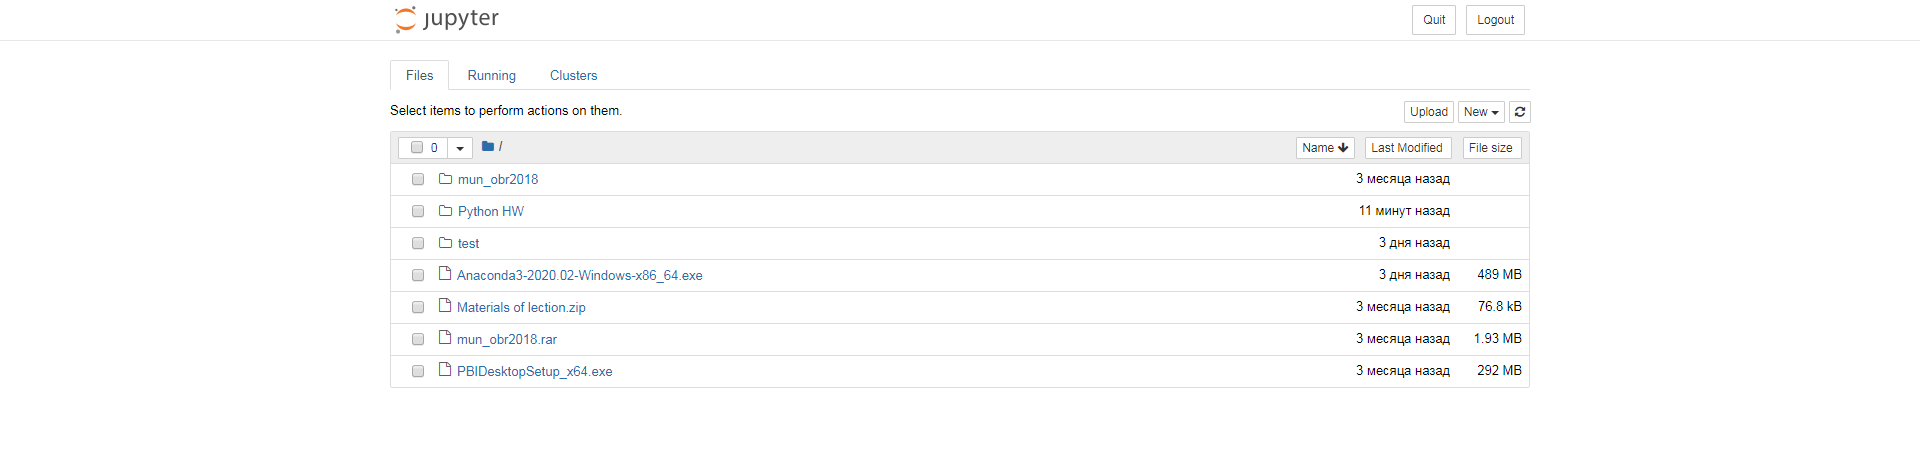 jupyter Quit Logout
Files Running Clusters
Select items to perform actions on them. Upload New
0 / Name Last Modified File size
mun_obr2018 3 месяца назад
Python HW 11 минут назад
test 3 дня назад
Anaconda3-2020.02-Windows-x86_64.exe 3 дня назад 489 MB
Materials of lection.zip 3 месяца назад 76.8 kB
mun_obr2018.rar 3 месяца назад 1.93 MB
PBIDesktopSetup_x64.exe 3 месяца назад 292 MB